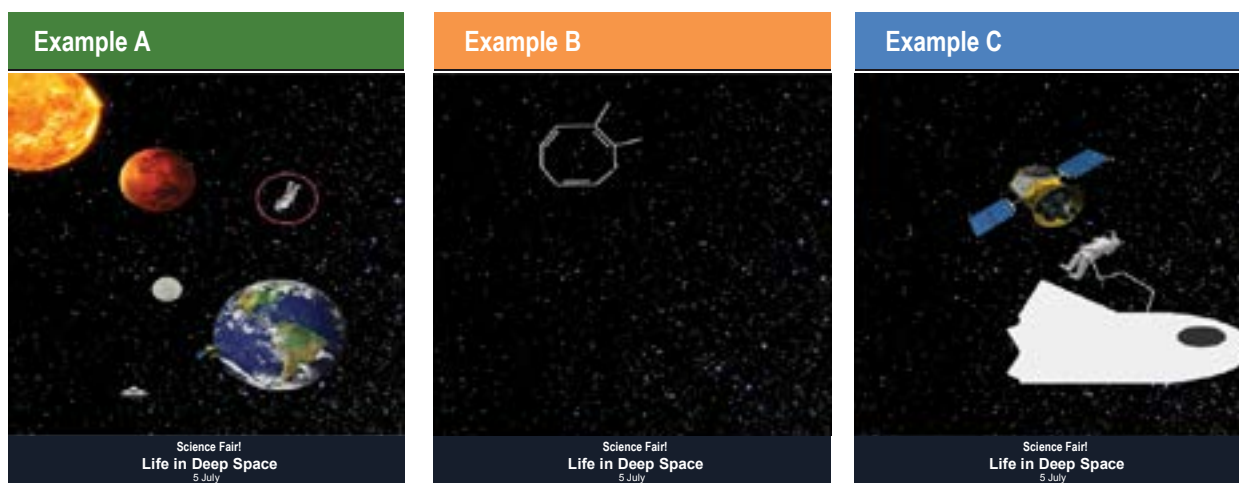 Example A
Science Fair!
Life in Deep Space
5 July
Example B
Science Fair!
Life in Deep Space
5 July
Example C
Science Fair!
Life in Deep Space
5 July